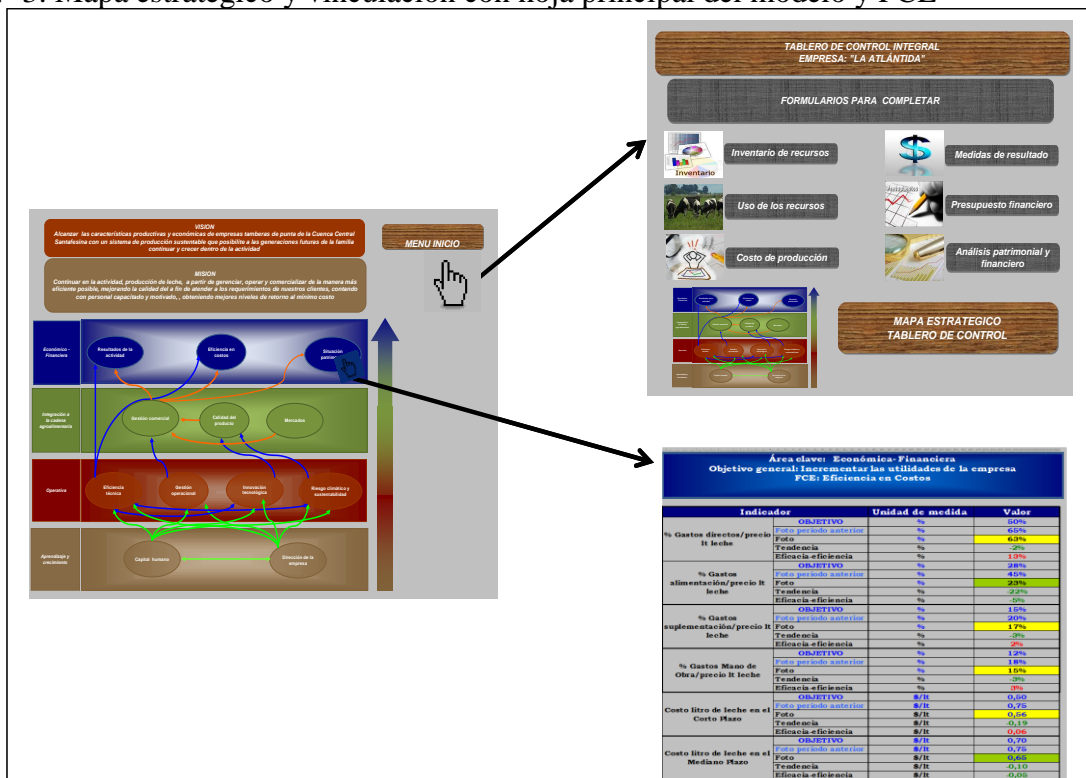 3. Mapa estratégico y vinculación con hoja principal del modelo y FCE
VISION
Alcanzar las características productivas y económicas de empresas tamberas de punta de la Cuenca Central
Santafesina con un sistema de producción sustentable que posibilite a las generaciones futuras de la familia
continuar y crecer dentro de la actividad
MENU INICIO
MISION
Continuar en la actividad, producción de leche, a partir de gerenciar, operar y comercializar de la manera más
eficiente posible, mejorando la calidad del a fin de atender a los requerimientos de nuestros clientes, contando
con personal capacitado y motivado, , obteniendo mejores niveles de retorno al mínimo costo
Económico -
Financiera
Resultados de la
actividad
Eficiencia en
costos
Situación
Integración a
la cadena
agroalimentaria
Gestión comercial
Calidad del
producto
Mercados
Operativa
Eficiencia
técnica
Gestión
operacional
Innovación
tecnológica
Riesgo climático y
sustentabilidad
Aprendizaje y
crecimiento
Capital humano
Dirección de la
empresa
TABLERO DE CONTROL INTEGRAL
EMPRESA: "LA ATLÁNTIDA"
FORMULARIOS PARA COMPLETAR
Inventario
Inventario de recursos
Medidas de resultado
Uso de los recursos
Presupuesto financiero
Costo de producción
Análisis patrimonial y
financiero
MAPA ESTRATEGICO
TABLERO DE CONTROL
Área clave: Económica- Financiera
Objetivo general: Incrementar las utilidades de la empresa
FCE: Eficiencia en Costos
Indicador Unidad de medida Valor
% Gastos directos/precio lt leche
OBJETIVO % 50%
Foto periodo anterior % 65%
Foto % 63%
Tendencia % -2%
Eficacia-eficiencia % 13%
% Gastos alimentación/precio lt leche
OBJETIVO % 28%
Foto periodo anterior % 45%
Foto % 23%
Tendencia % -22%
Eficacia-eficiencia % -5%
% Gastos suplementación/precio lt leche
OBJETIVO % 15%
Foto periodo anterior % 20%
Foto % 17%
Tendencia % -3%
Eficacia-eficiencia % 2%
% Gastos Mano de Obra/precio lt leche
OBJETIVO % 12%
Foto periodo anterior % 18%
Foto % 15%
Tendencia % -3%
Eficacia-eficiencia % 3%
Costo litro de leche en el Corto Plazo
OBJETIVO $/lt 0,50
Foto periodo anterior $/lt 0,75
Foto $/lt 0,56
Tendencia $/lt -0,19
Eficacia-eficiencia $/lt 0,06
Costo litro de leche en el Mediano Plazo
OBJETIVO $/lt 0,70
Foto periodo anterior $/lt 0,75
Foto $/lt 0,65
Tendencia $/lt -0,10
Eficacia-eficiencia $/lt -0,05